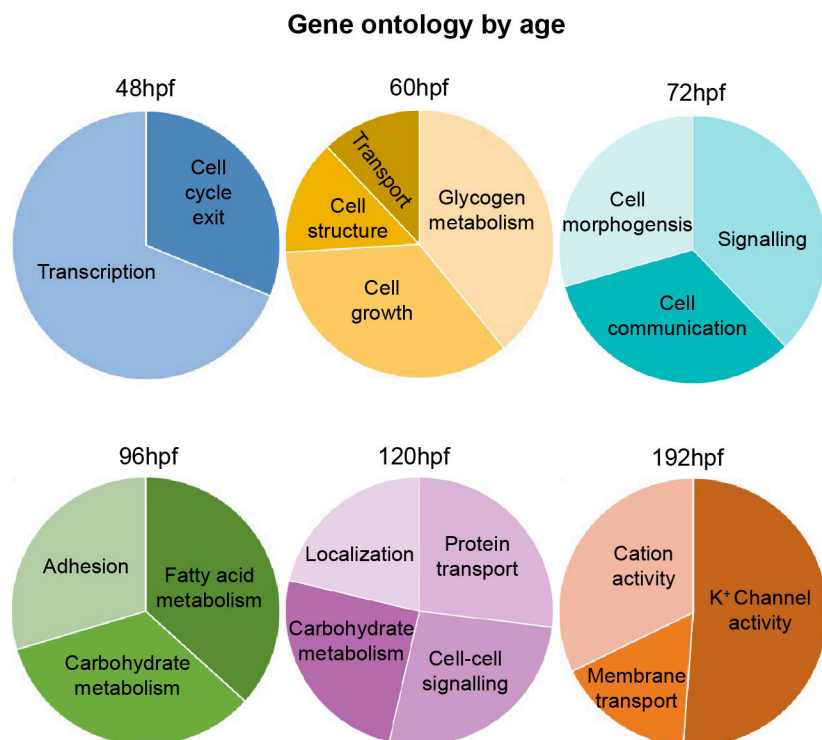 Gene ontology by age
48hpf
60hpf
72hpf
Cell
cycle
exit
Transcription
Transport
Glycogen
metabolism
Cell
structure
Cell
growth
Cell
morphogensis
Signalling
Cell
communication
96hpf
120hpf
192hpf
Adhesion
Fatty acid
metabolism
Carbohydrate
metabolism
Localization
Protein
transport
Carbohydrate
metabolism
Cell-cell
signalling
Cation
activity
K⁺ Channel
activity
Membrane
transport